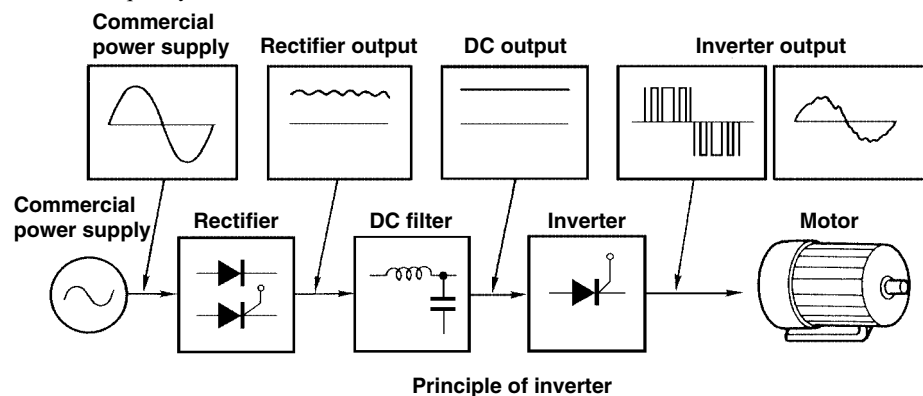 Commercial
power supply
Rectifier output
DC output
Inverter output
Commercial
power supply
Rectifier
DC filter
Inverter
Motor
Principle of inverter